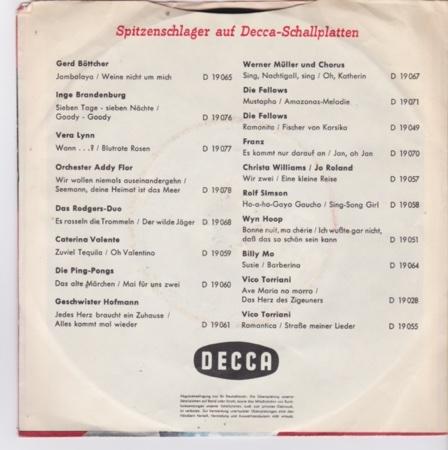 Spitzenschlager auf Decca-Schallplatten
Gerd Böttcher
Jambalaya / Weine nicht um mich D 19 065
Inge Brandenburg
Sieben Tage - sieben Nächte /
Goody - Goody D 19 076
Vera Lynn
Wann . . .? / Blutrote Rosen D 19 077
Orchester Addy Flor
Wir wollen niemals auseinandergehn /
Seemann, deine Heimat ist das Meer D 19 078
Das Rodgers-Duo
Es rasseln die Trommeln / Der wilde Jäger D 19 068
Caterina Valente
Zuviel Tequila / Oh Valentino D 19 059
Die Ping-Pongs
Das alte Märchen / Mai für uns zwei D 19 060
Geschwister Hofmann
Jedes Herz braucht ein Zuhause /
Alles kommt mal wieder D 19 061
Werner Müller und Chorus
Sing, Nachtigall, sing / Oh, Katherin D 19 067
Die Fellows
Mustapha / Amazonas-Melodie D 19 071
Die Fellows
Ramonita / Fischer von Korsika D 19 049
Franz
Es kommt nur darauf an / Jan, oh Jan D 19 070
Christa Williams / Jo Roland
Wir zwei / Eine kleine Reise D 19 057
Rolf Simson
Ho-a-ho-Gaya Gaucho / Sing-Song Girl D 19 058
Wyn Hoop
Bonne nuit, ma chérie / Ich wußte gar nicht,
daß das so schön sein kann D 19 051
Billy Mo
Susie / Barberina D 19 064
Vico Torriani
Ave Maria no morro /
Das Herz des Zigeuners D 19 028
Vico Torriani
Romantica / Straße meiner Lieder D 19 055
DECCA